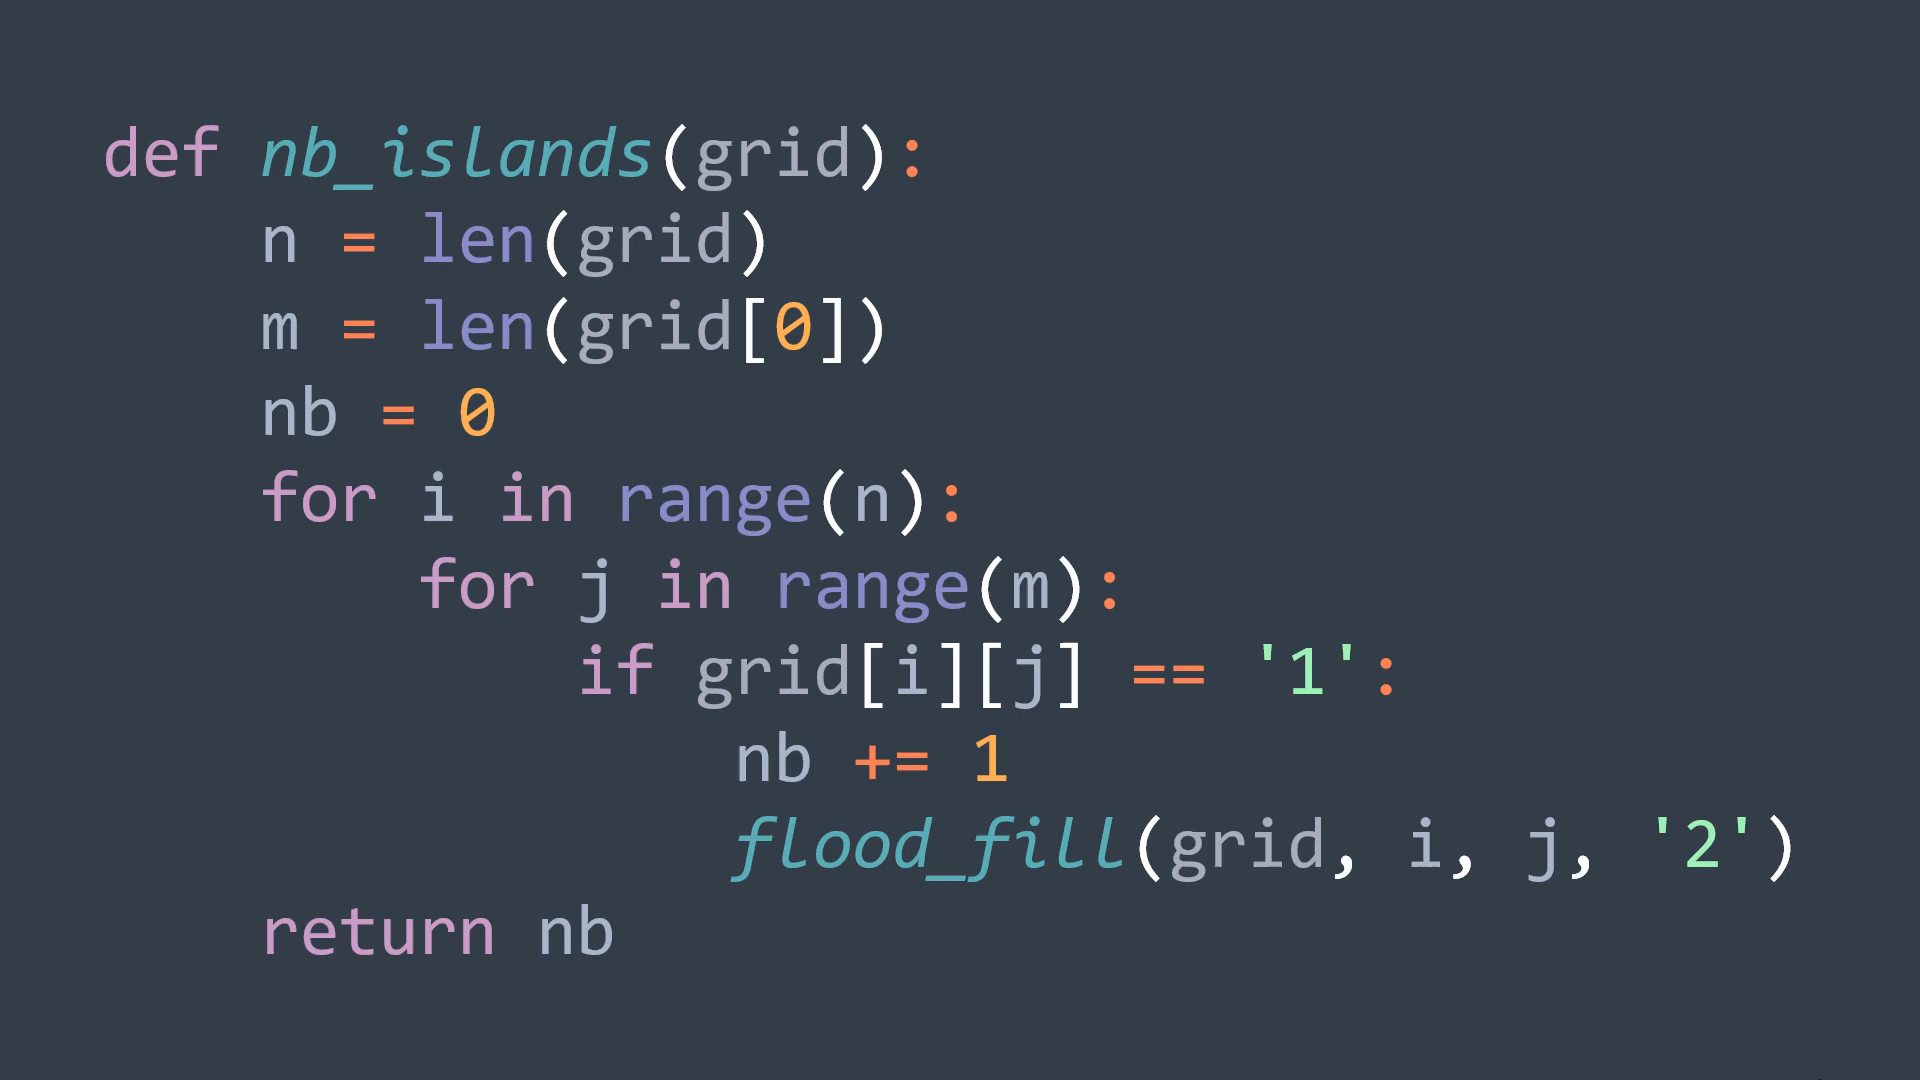 def nb_islands(grid):
    n = len(grid)
    m = len(grid[0])
    nb = 0
    for i in range(n):
        for j in range(m):
            if grid[i][j] == '1':
                nb += 1
                flood_fill(grid, i, j, '2')
    return nb